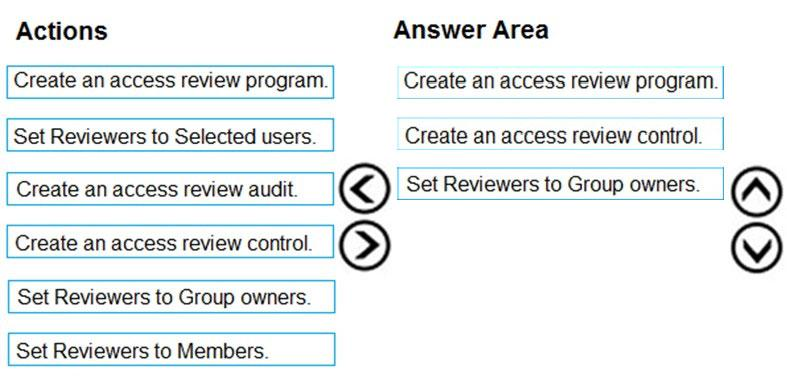 Actions
Create an access review program.
Set Reviewers to Selected users.
Create an access review audit.
Create an access review control.
Set Reviewers to Group owners.
Set Reviewers to Members.
Answer Area
Create an access review program.
Create an access review control.
Set Reviewers to Group owners.